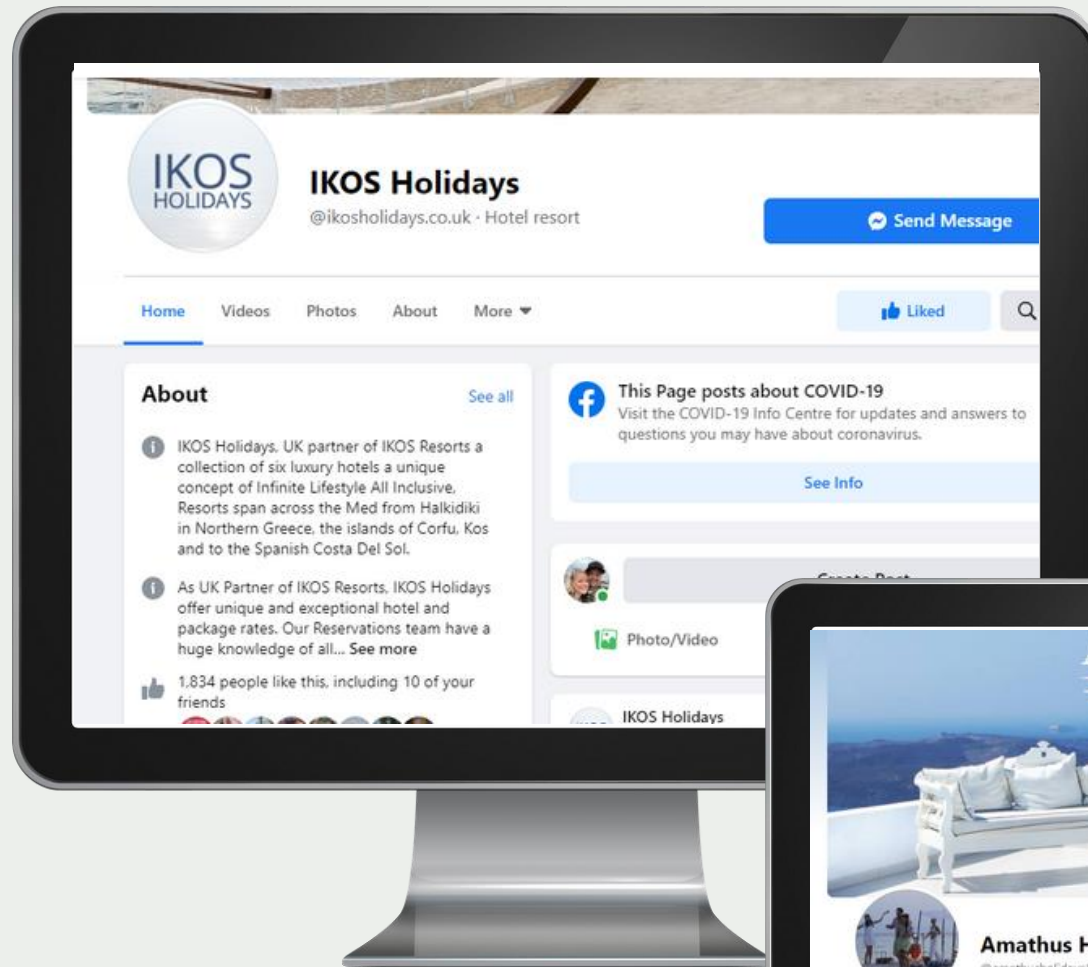 IKOS
HOLIDAYS
IKOS Holidays
@ikosholidays.co.uk · Hotel resort
Send Message
Home
Videos
Photos
About
More
Liked
About
See all
IKOS Holidays, UK partner of IKOS Resorts a
collection of six luxury hotels a unique
concept of Infinite Lifestyle All Inclusive,
Resorts span across the Med from Halkidiki
in Northern Greece, the islands of Corfu, Kos
and to the Spanish Costa Del Sol.
As UK Partner of IKOS Resorts, IKOS Holidays
offer unique and exceptional hotel and
package rates. Our Reservations team have a
huge knowledge of all... See more
1,834 people like this, including 10 of your
friends
This Page posts about COVID-19
Visit the COVID-19 Info Centre for updates and answers to
questions you may have about coronavirus.
See Info
Create Post
Photo/Video
IKOS Holidays
Amathus H